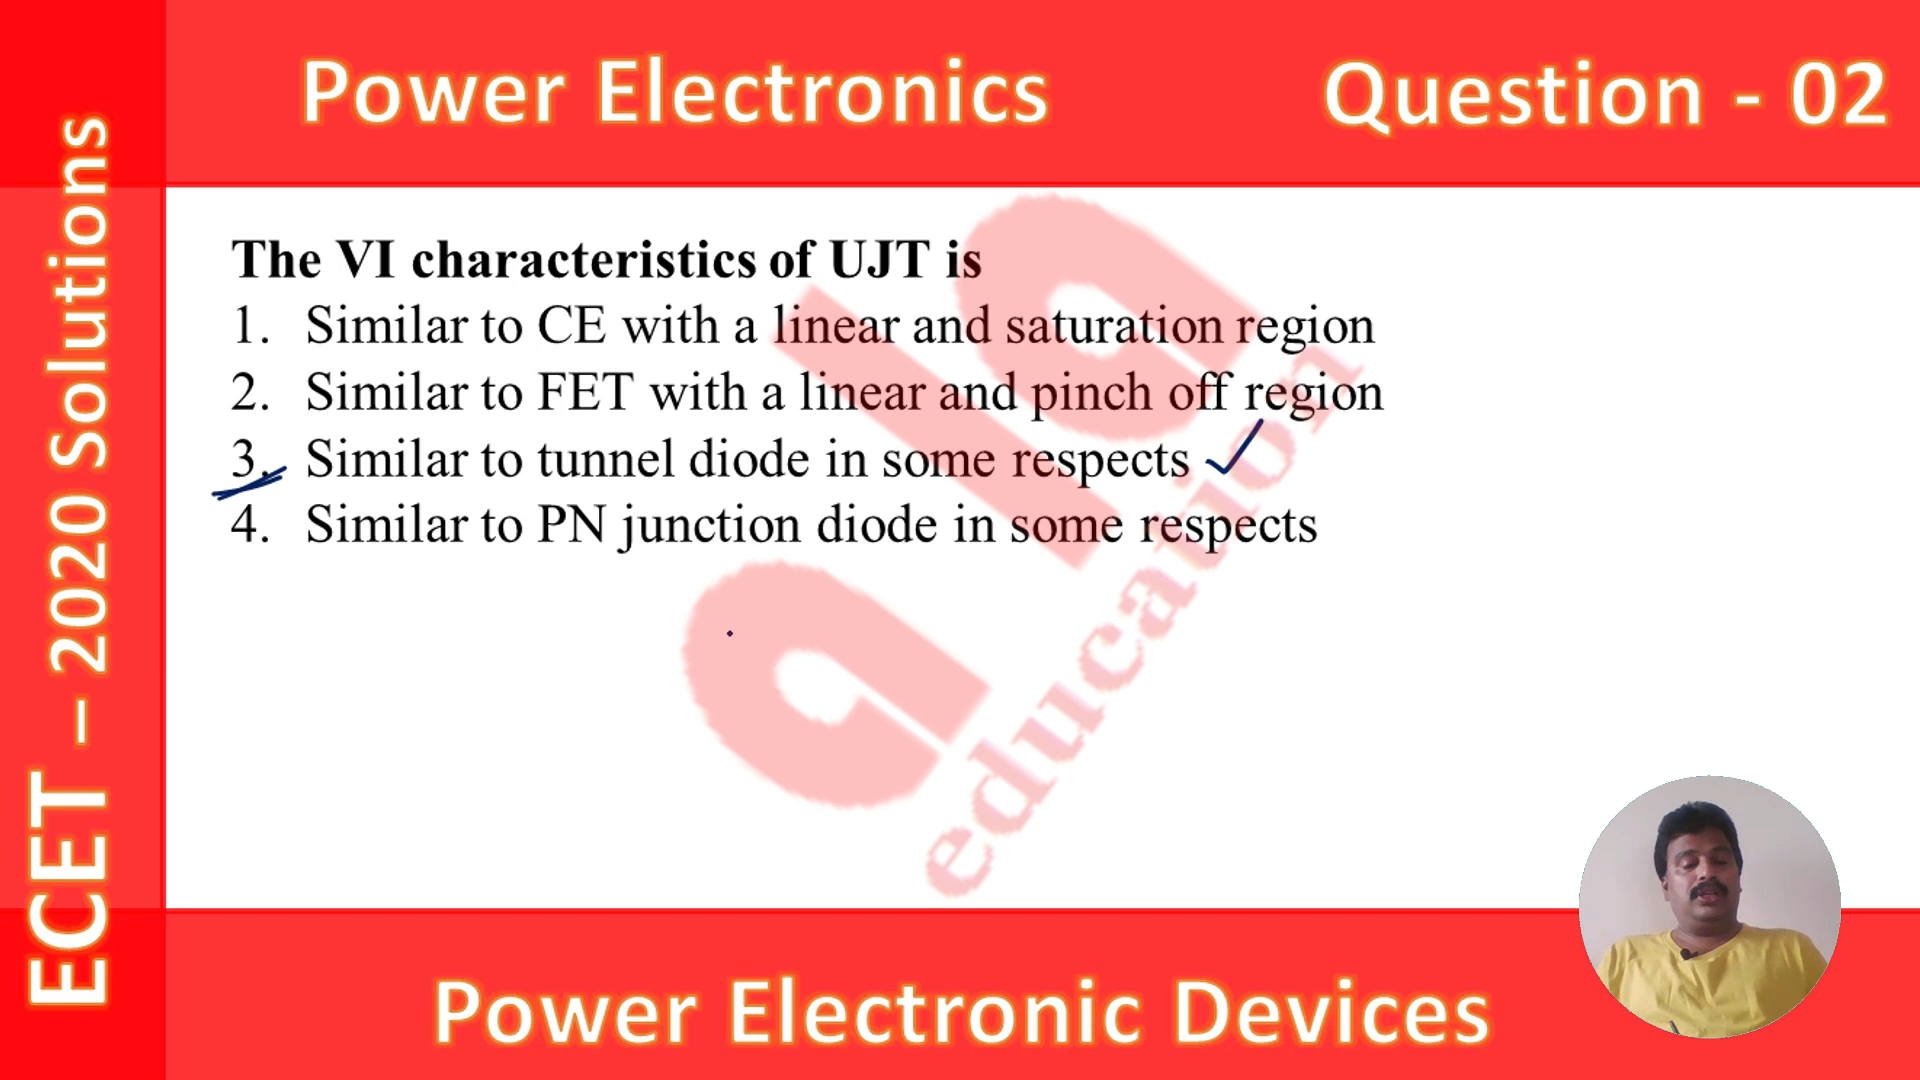 Power Electronics
Question - 02
ECET – 2020 Solutions
The VI characteristics of UJT is
1. Similar to CE with a linear and saturation region
2. Similar to FET with a linear and pinch off region
3. Similar to tunnel diode in some respects
4. Similar to PN junction diode in some respects
education
Power Electronic Devices